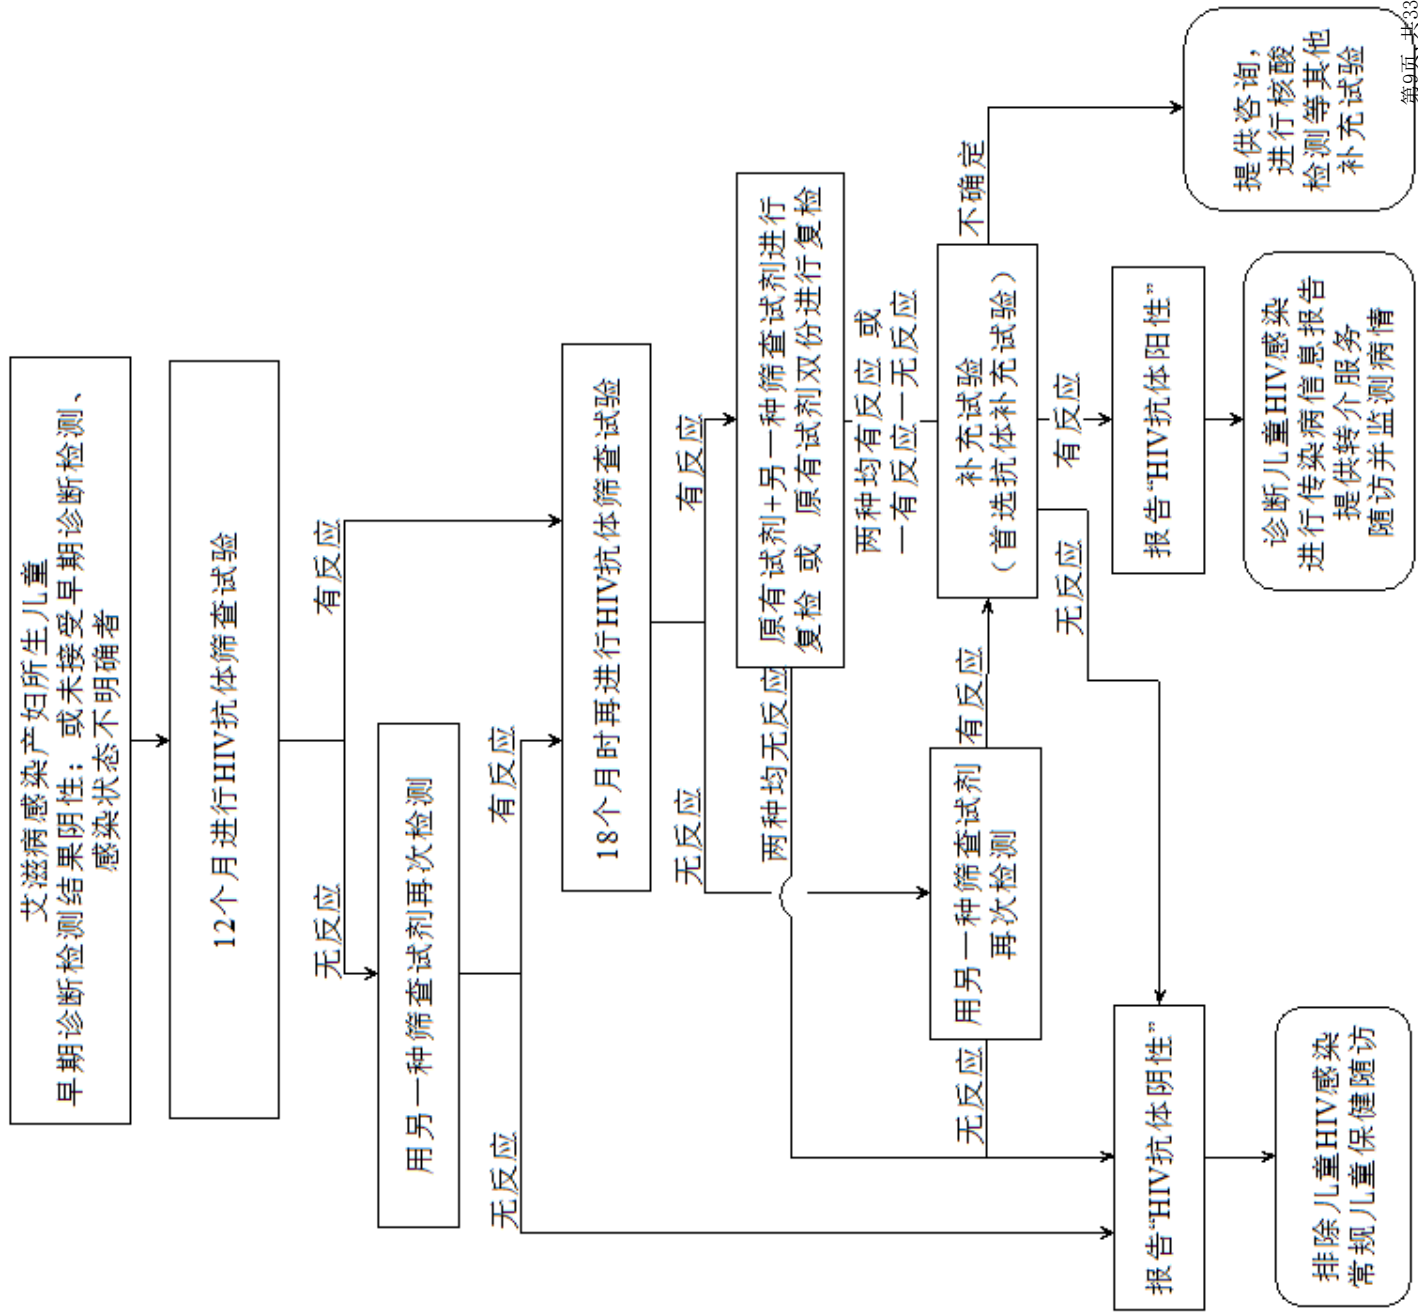 艾滋病感染产妇所生儿童
早期诊断检测结果阴性；或未接受早期诊断检测、
感染状态不明确者
12个月进行HIV抗体筛查试验
无反应
有反应
用另一种筛查试剂再次检测
无反应
有反应
18个月时再进行HIV抗体筛查试验
无反应
有反应
原有试剂+另一种筛查试剂进行
复检 或 原有试剂双份进行复检
两种均无反应
两种均有反应 或
一有反应一无反应
用另一种筛查试剂
再次检测
无反应
有反应
补充试验
（首选抗体补充试验）
无反应
有反应
不确定
报告“HIV抗体阴性”
报告“HIV抗体阳性”
排除儿童HIV感染
常规儿童保健随访
诊断儿童HIV感染
进行传染病信息报告
提供转介服务
随访并监测病情
提供咨询，
进行核酸
检测等其他
补充试验
第9页，共33